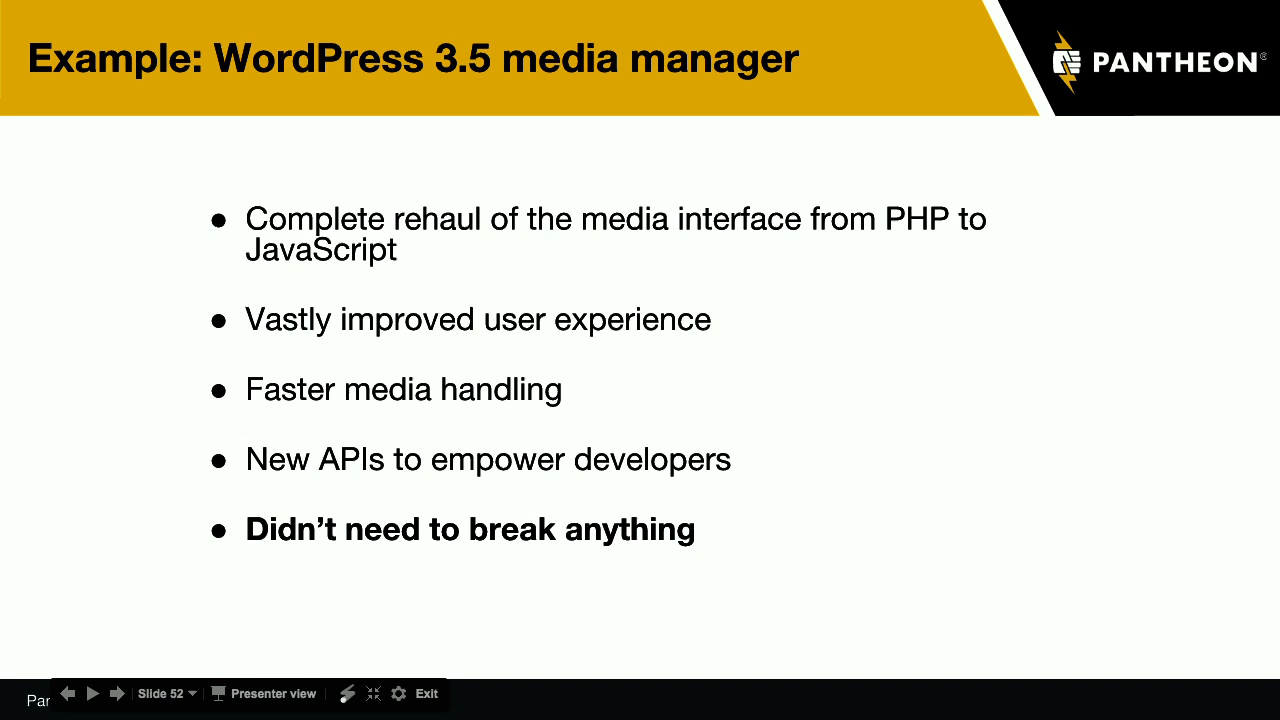 Example: WordPress 3.5 media manager
PANTHEON®
● Complete rehaul of the media interface from PHP to
JavaScript
● Vastly improved user experience
● Faster media handling
● New APIs to empower developers
● Didn’t need to break anything
Par
Slide 52
Presenter view
Exit